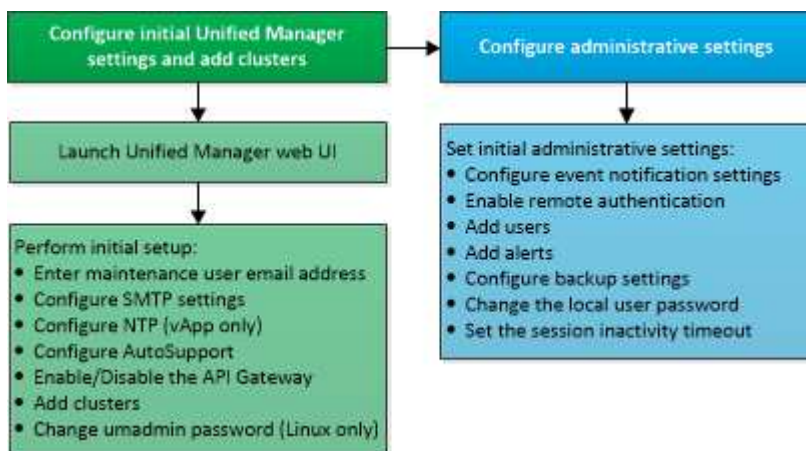 Configure initial Unified Manager
settings and add clusters
Configure administrative settings
Launch Unified Manager web UI
Perform initial setup:
• Enter maintenance user email address
• Configure SMTP settings
• Configure NTP (vApp only)
• Configure AutoSupport
• Enable/Disable the API Gateway
• Add clusters
• Change umadmin password (Linux only)
Set initial administrative settings:
• Configure event notification settings
• Enable remote authentication
• Add users
• Add alerts
• Configure backup settings
• Change the local user password
• Set the session inactivity timeout